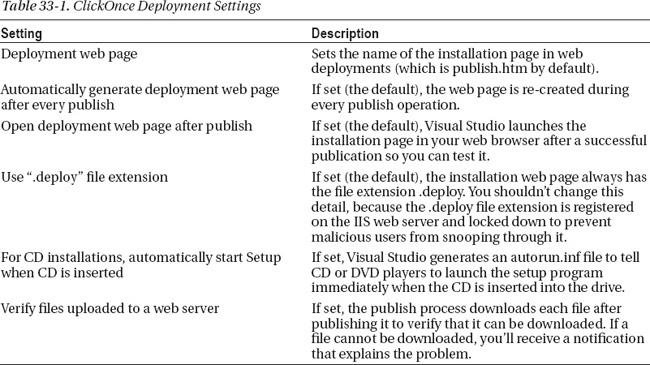 Table 33-1. ClickOnce Deployment Settings
Setting Description
Deployment web page Sets the name of the installation page in web
deployments (which is publish.htm by default).
Automatically generate deployment web page If set (the default), the web page is re-created during
after every publish every publish operation.
Open deployment web page after publish If set (the default), Visual Studio launches the
installation page in your web browser after a successful
publication so you can test it.
Use “.deploy” file extension If set (the default), the installation web page always has
the file extension .deploy. You shouldn’t change this
detail, because the .deploy file extension is registered
on the IIS web server and locked down to prevent
malicious users from snooping through it.
For CD installations, automatically start Setup If set, Visual Studio generates an autorun.inf file to tell
when CD is inserted CD or DVD players to launch the setup program
immediately when the CD is inserted into the drive.
Verify files uploaded to a web server If set, the publish process downloads each file after
publishing it to verify that it can be downloaded. If a
file cannot be downloaded, you’ll receive a notification
that explains the problem.